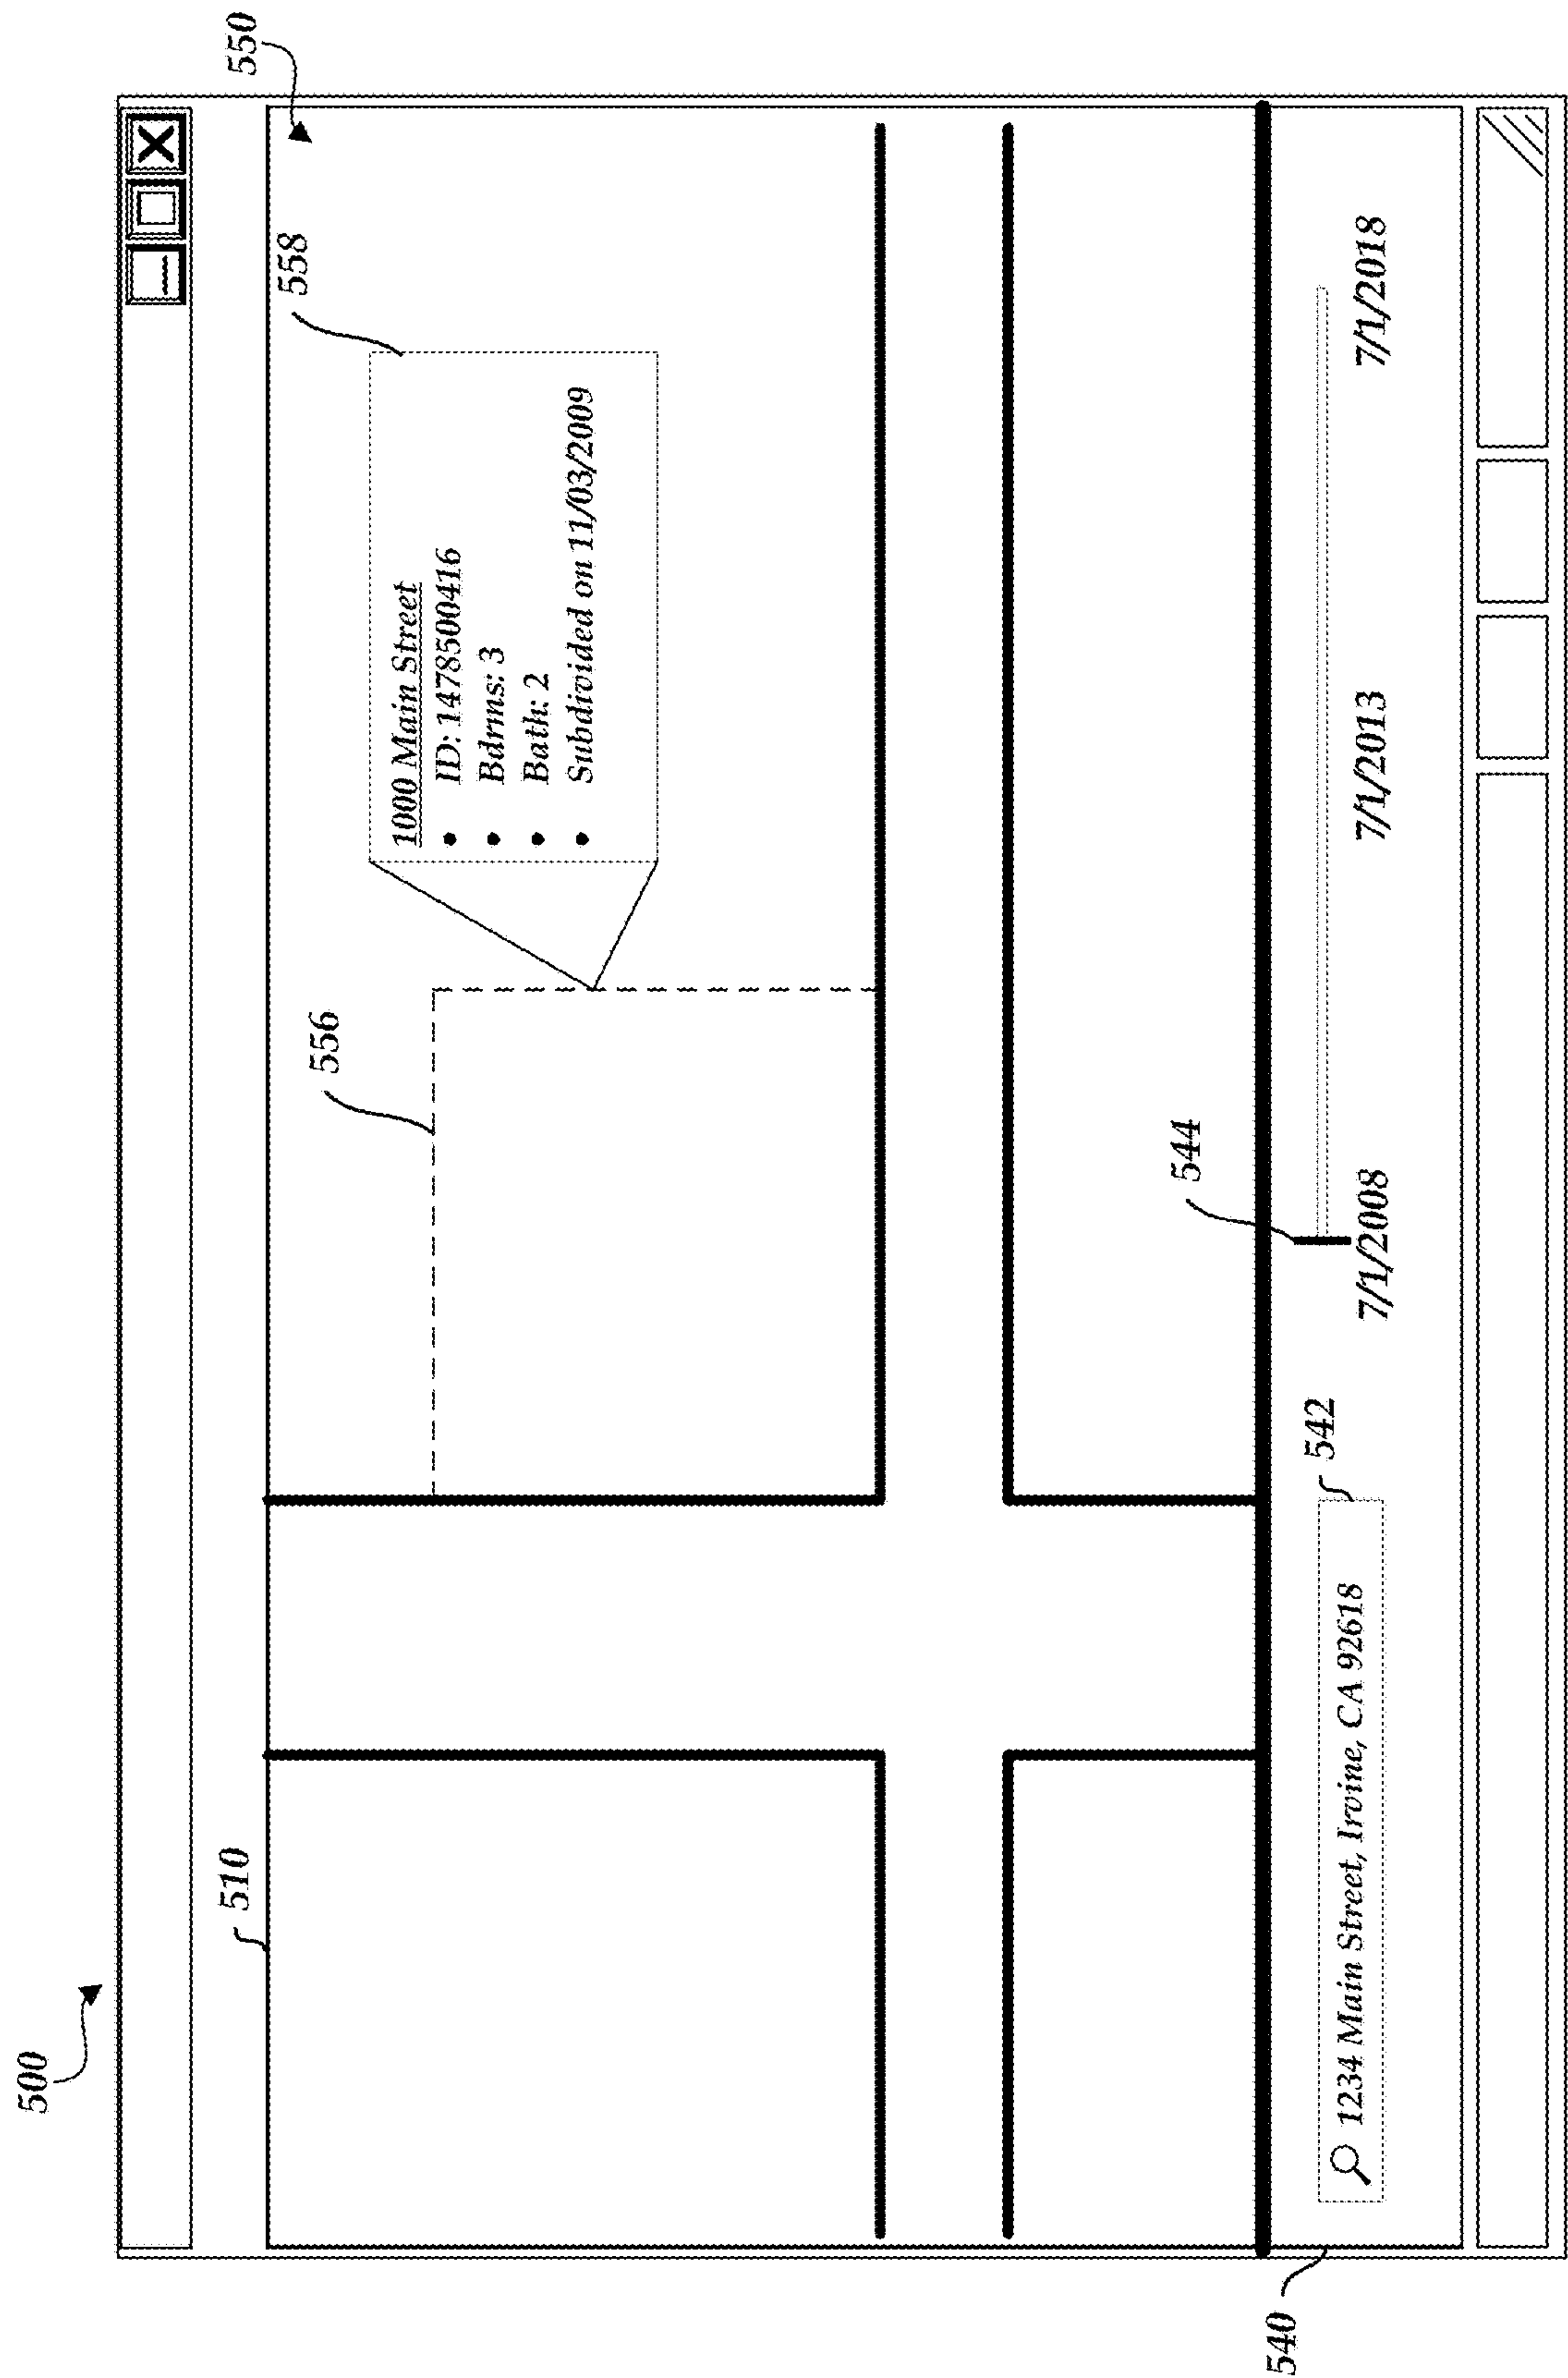 500
510
550
558
1000 Main Street
• ID: 1478500416
• Bdrms: 3
• Bath: 2
• Subdivided on 11/03/2009
556
544
542
1234 Main Street, Irvine, CA 92618
7/1/2008
7/1/2013
7/1/2018
540